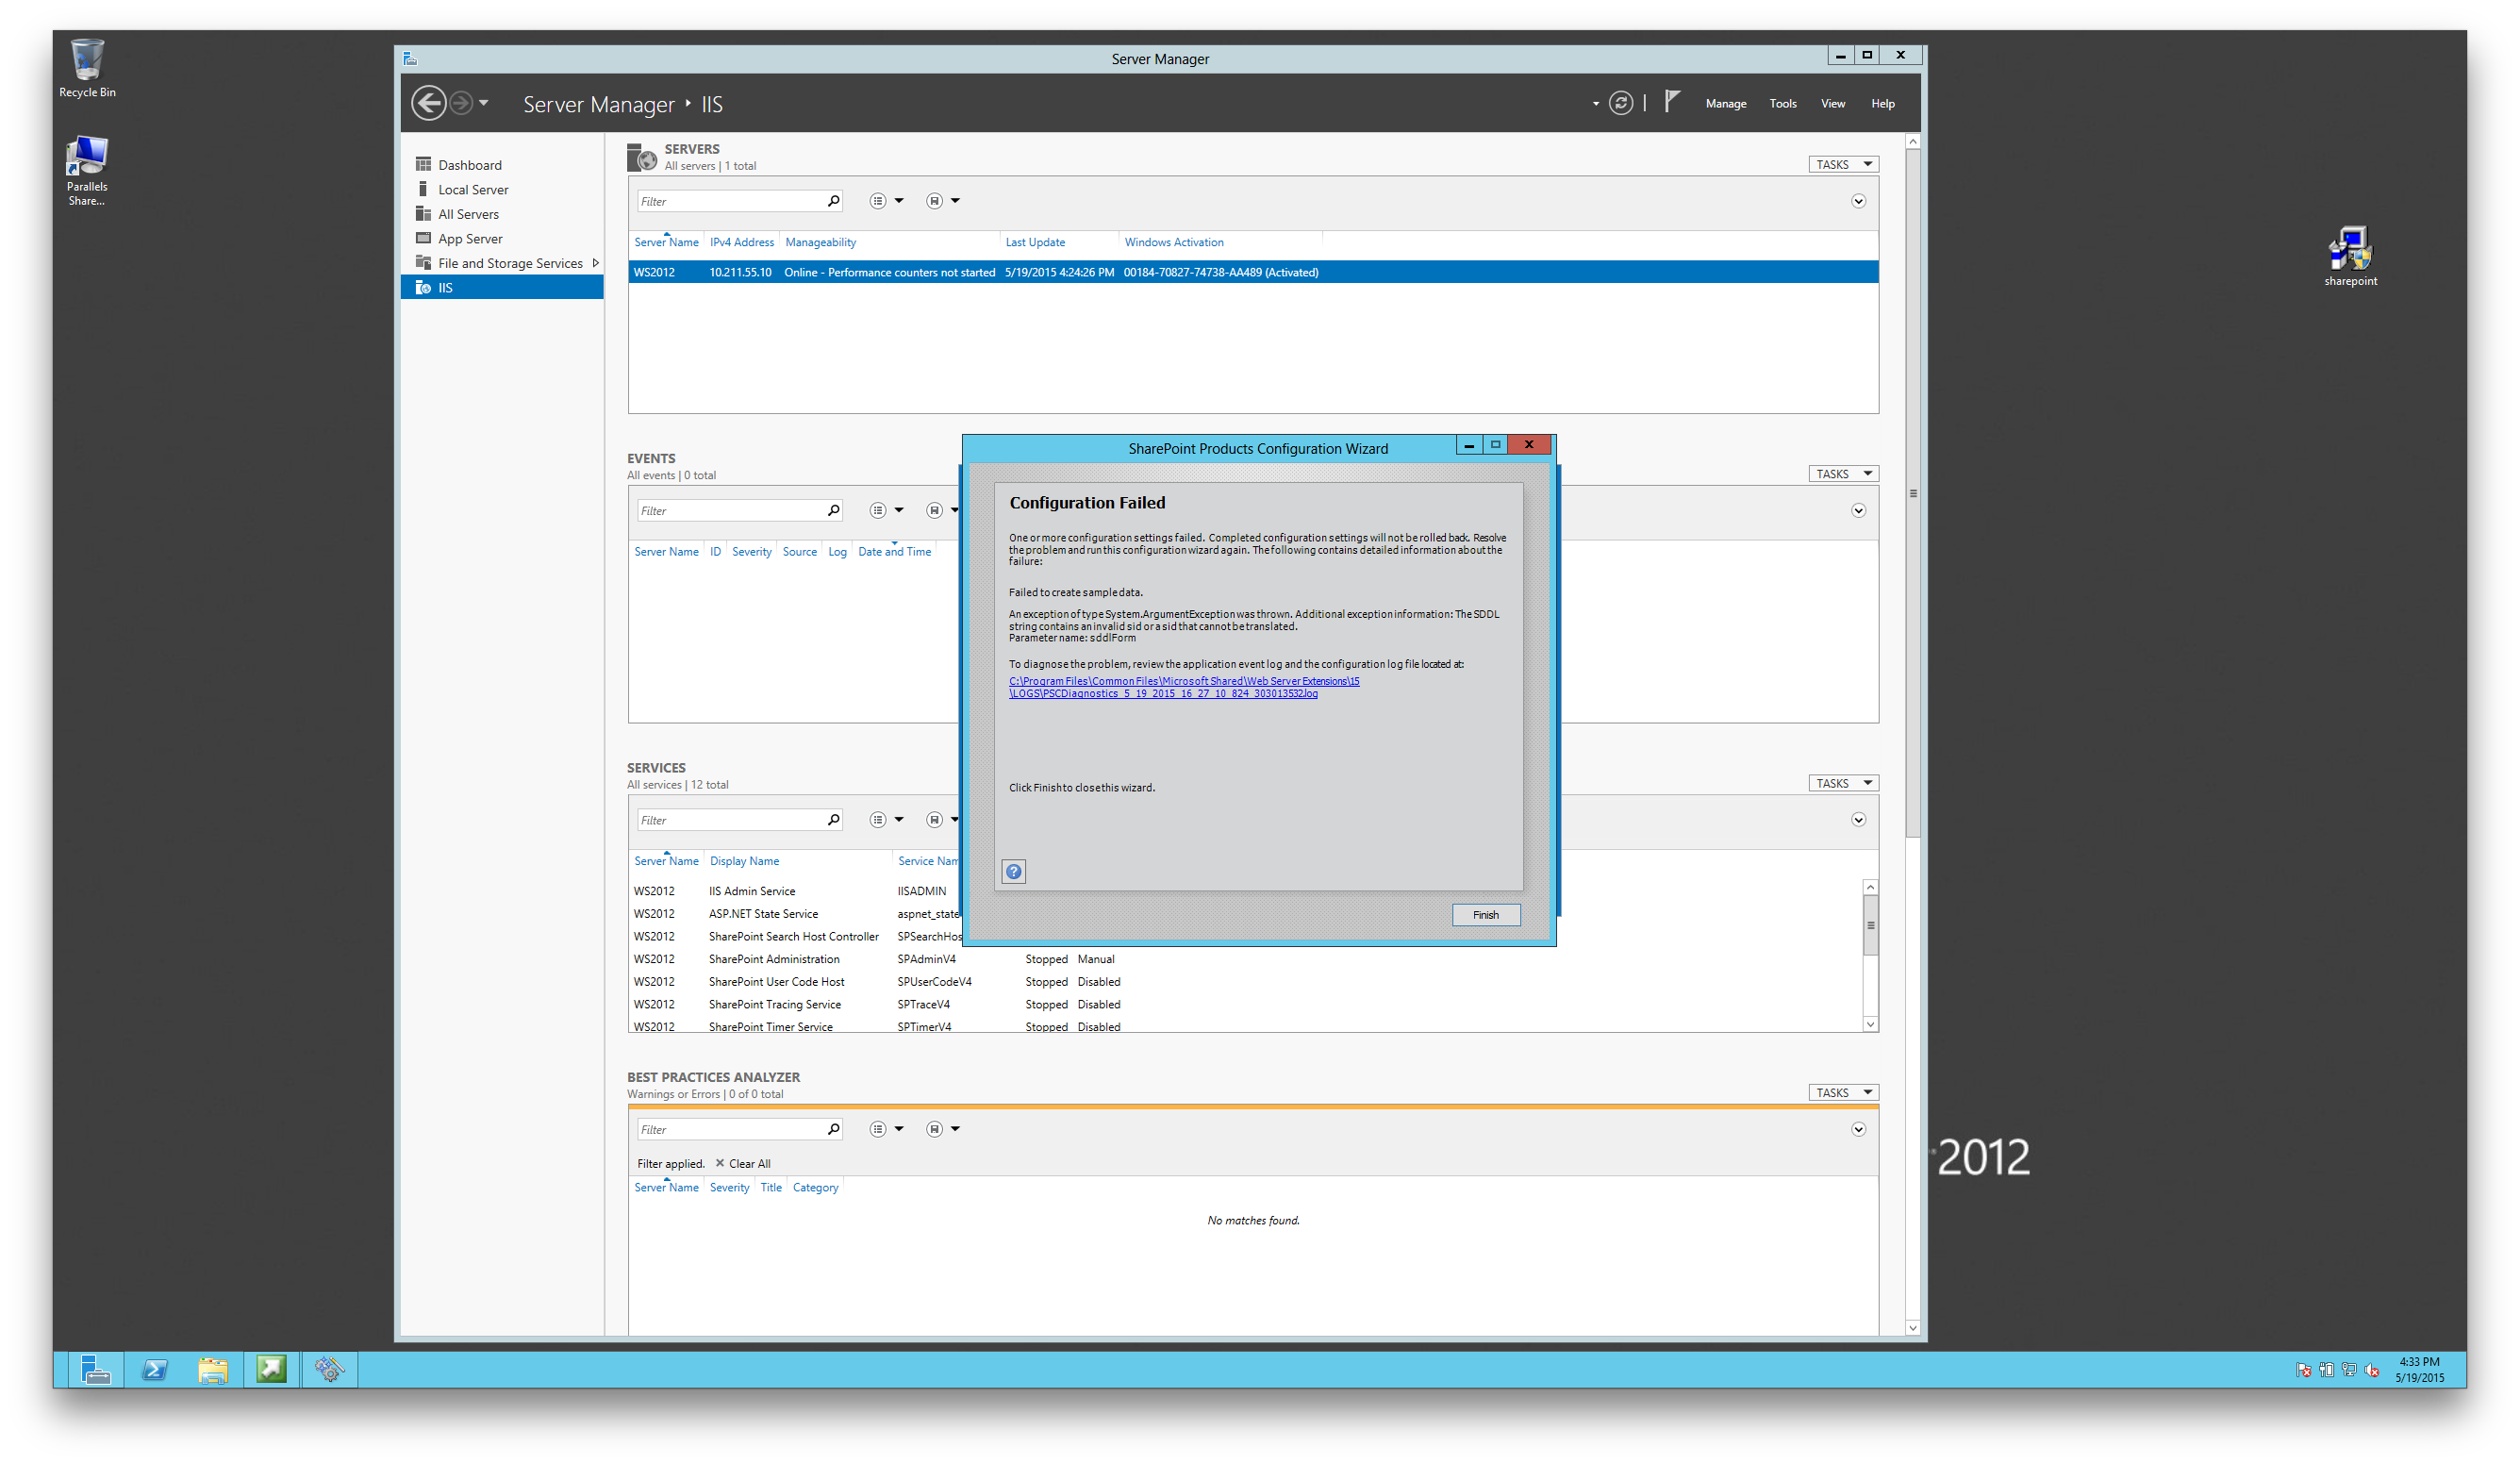 Recycle Bin
Parallels
Share...
sharepoint
Server Manager
Server Manager ‣ IIS
Manage Tools View Help
Dashboard
Local Server
All Servers
App Server
File and Storage Services
IIS
SERVERS
All servers | 1 total
TASKS
Filter
Server Name IPv4 Address Manageability Last Update Windows Activation
WS2012 10.211.55.10 Online - Performance counters not started 5/19/2015 4:24:26 PM 00184-70827-74738-AA489 (Activated)
EVENTS
All events | 0 total
TASKS
Filter
Server Name ID Severity Source Log Date and Time
SharePoint Products Configuration Wizard
Configuration Failed
One or more configuration settings failed. Completed configuration settings will not be rolled back. Resolve
the problem and run this configuration wizard again. The following contains detailed information about the
failure:
Failed to create sample data.
An exception of type System.ArgumentException was thrown. Additional exception information: The SDDL
string contains an invalid sid or a sid that cannot be translated.
Parameter name: sddlForm
To diagnose the problem, review the application event log and the configuration log file located at:
C:\Program Files\Common Files\Microsoft Shared\Web Server Extensions\15
\LOGS\PSCDiagnostics_5_19_2015_16_27_10_824_303013532.log
Click Finish to close this wizard.
Finish
SERVICES
All services | 12 total
TASKS
Filter
Server Name Display Name Service Nam
WS2012 IIS Admin Service IISADMIN
WS2012 ASP.NET State Service aspnet_state
WS2012 SharePoint Search Host Controller SPSearchHos
WS2012 SharePoint Administration SPAdminV4 Stopped Manual
WS2012 SharePoint User Code Host SPUserCodeV4 Stopped Disabled
WS2012 SharePoint Tracing Service SPTraceV4 Stopped Disabled
WS2012 SharePoint Timer Service SPTimerV4 Stopped Disabled
BEST PRACTICES ANALYZER
Warnings or Errors | 0 of 0 total
TASKS
Filter
Filter applied. ✕ Clear All
Server Name Severity Title Category
No matches found.
2012
4:33 PM
5/19/2015